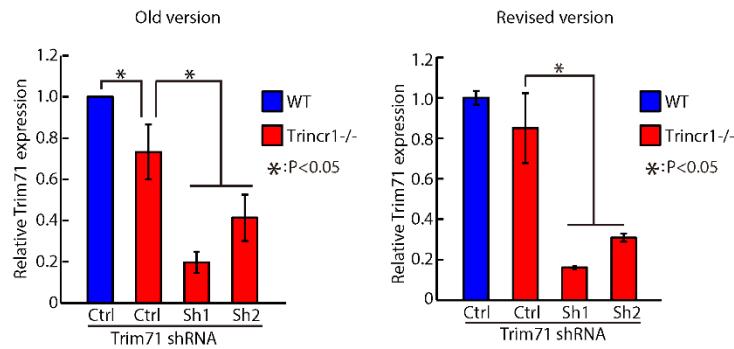 Old version
Relative Trim71 expression
1.2
1.0
0.8
0.6
0.4
0.2
0
*
*
WT
Trincr1-/-
*:P<0.05
Ctrl Ctrl Sh1 Sh2
Trim71 shRNA
Revised version
Relative Trim71 expression
1.2
1.0
0.8
0.6
0.4
0.2
0
*
WT
Trincr1-/-
*:P<0.05
Ctrl Ctrl Sh1 Sh2
Trim71 shRNA